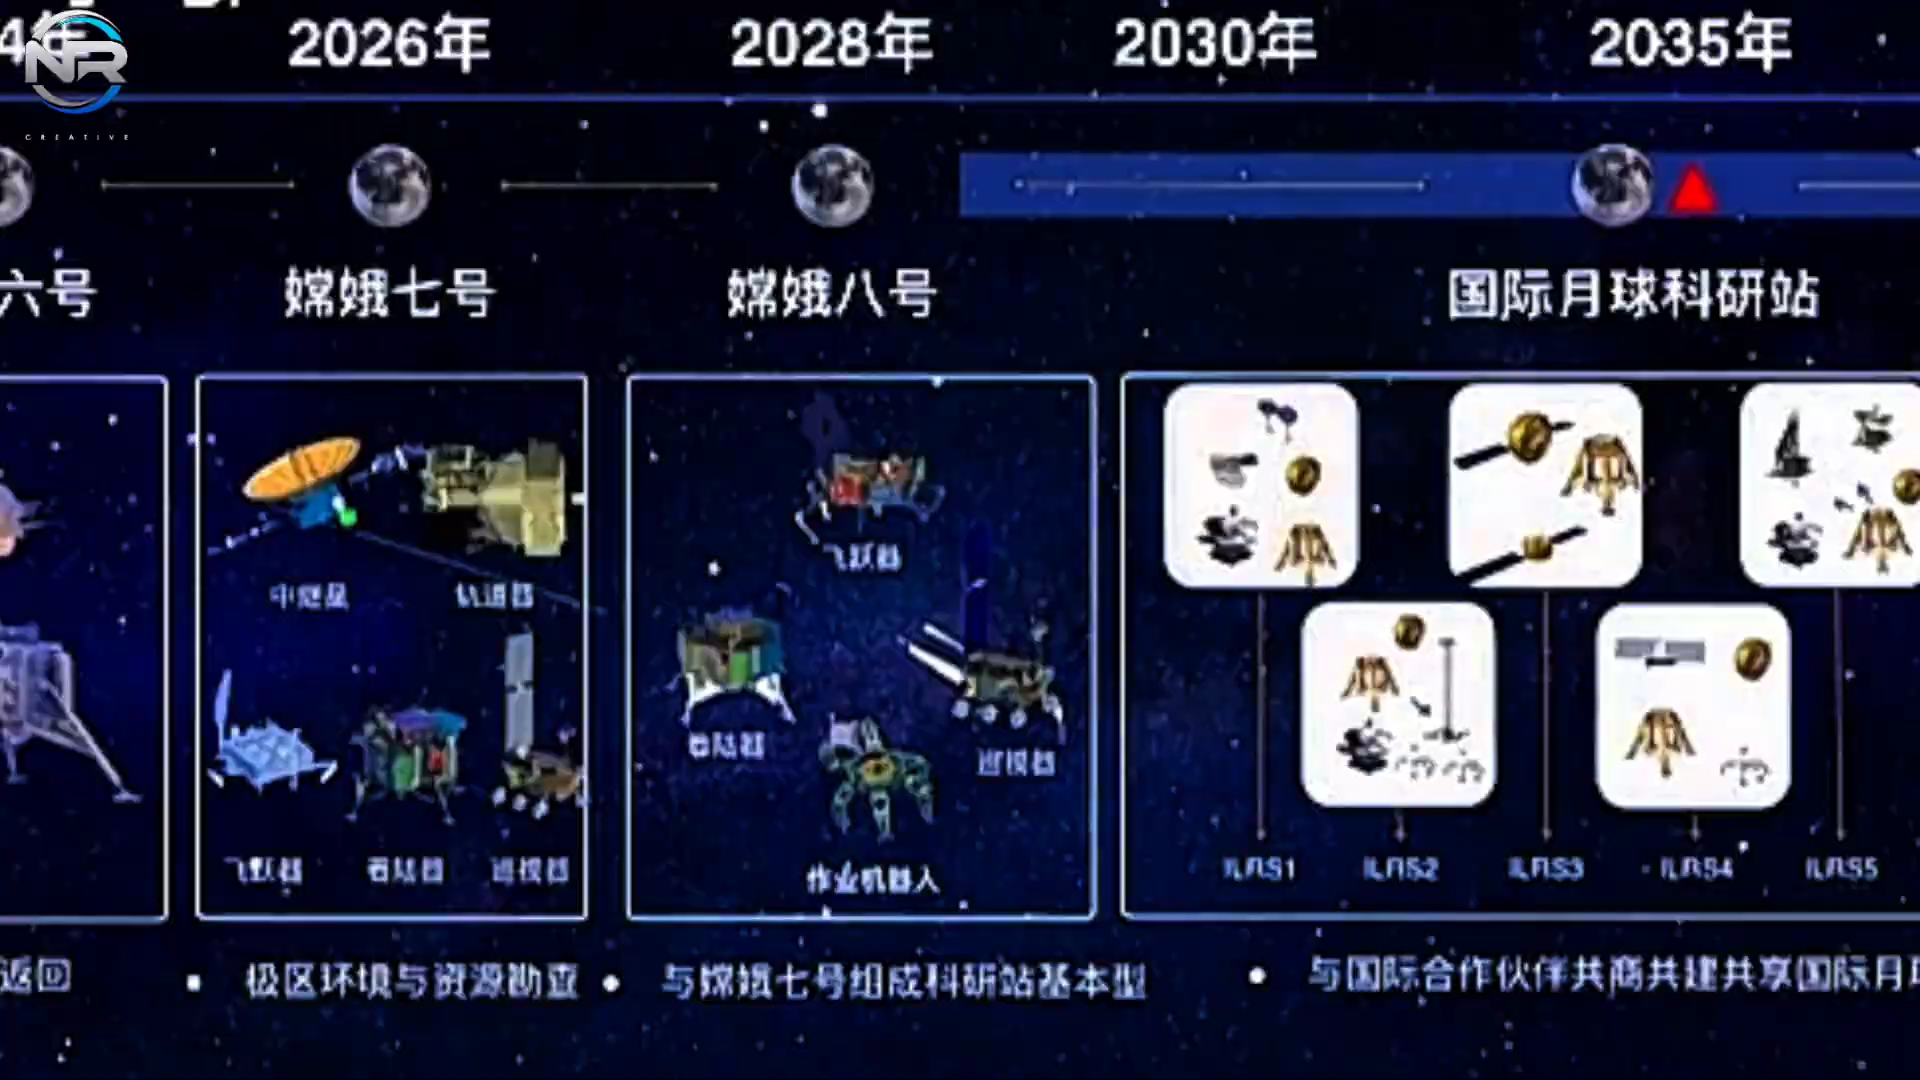 4年
2026年
2028年
2030年
2035年
NR
CREATIVE
六号
嫦娥七号
嫦娥八号
国际月球科研站
中继星
轨道器
飞跃器
着陆器
巡视器
飞跃器
着陆器
巡视器
作业机器人
ILRS1
ILRS2
ILRS3
ILRS4
ILRS5
返回
• 极区环境与资源勘查
• 与嫦娥七号组成科研站基本型
• 与国际合作伙伴共商共建共享国际月球